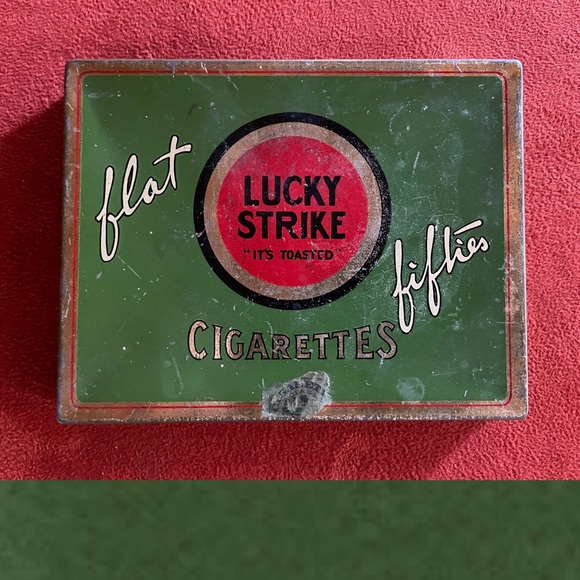 flat
LUCKY
STRIKE
"IT'S TOASTED"
fifties
CIGARETTES